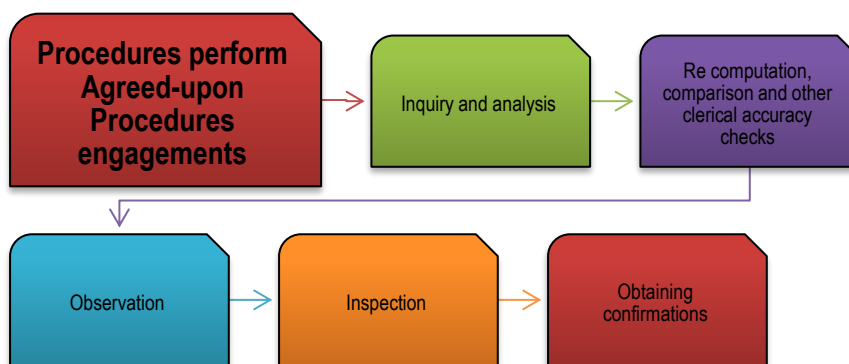 Procedures perform
Agreed-upon
Procedures
engagements
Inquiry and analysis
Re computation,
comparison and other
clerical accuracy
checks
Observation
Inspection
Obtaining
confirmations